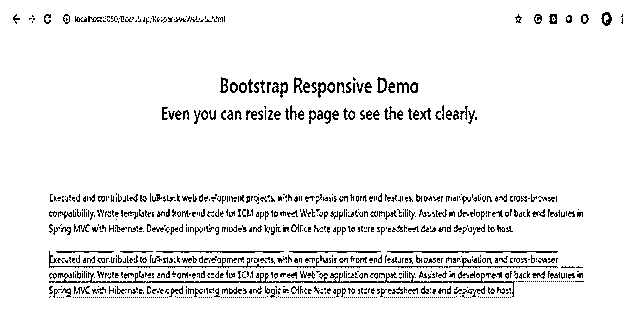 localhost:2050/Bootstrap/ResponsiveWebsite.html
Bootstrap Responsive Demo
Even you can resize the page to see the text clearly.
Executed and contributed to full-stack web development projects, with an emphasis on front end features, browser manipulation, and cross-browser
compatibility. Wrote templates and front-end code for ICM app to meet WebTop application compatibility. Assisted in development of back end features in
Spring MVC with Hibernate. Developed importing models and logic in Office Note app to store spreadsheet data and deployed to host.
Executed and contributed to full-stack web development projects, with an emphasis on front end features, browser manipulation, and cross-browser
compatibility. Wrote templates and front-end code for ICM app to meet WebTop application compatibility. Assisted in development of back end features in
Spring MVC with Hibernate. Developed importing models and logic in Office Note app to store spreadsheet data and deployed to host.